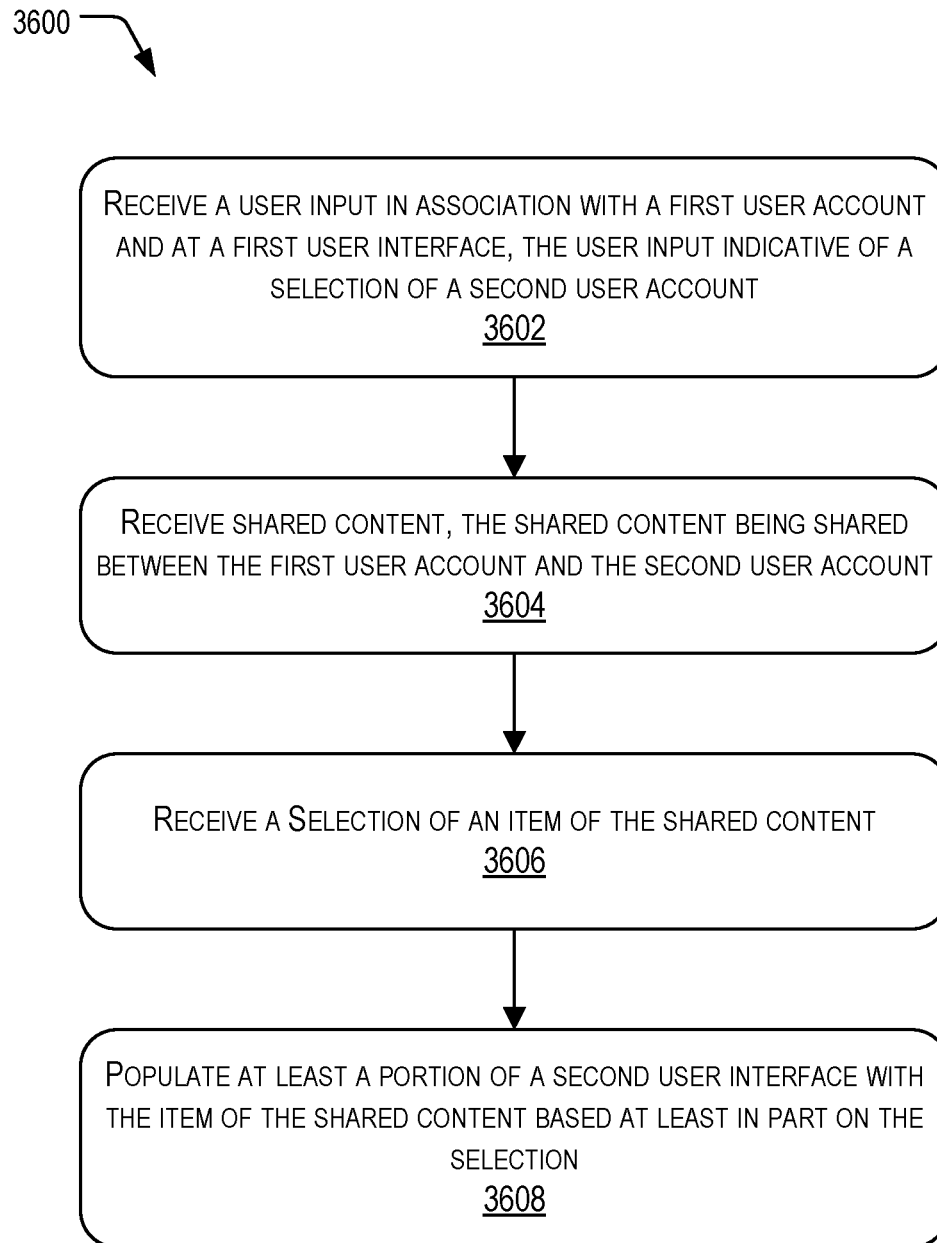 3600
RECEIVE A USER INPUT IN ASSOCIATION WITH A FIRST USER ACCOUNT
AND AT A FIRST USER INTERFACE, THE USER INPUT INDICATIVE OF A
SELECTION OF A SECOND USER ACCOUNT
3602
RECEIVE SHARED CONTENT, THE SHARED CONTENT BEING SHARED
BETWEEN THE FIRST USER ACCOUNT AND THE SECOND USER ACCOUNT
3604
RECEIVE A SELECTION OF AN ITEM OF THE SHARED CONTENT
3606
POPULATE AT LEAST A PORTION OF A SECOND USER INTERFACE WITH
THE ITEM OF THE SHARED CONTENT BASED AT LEAST IN PART ON THE
SELECTION
3608